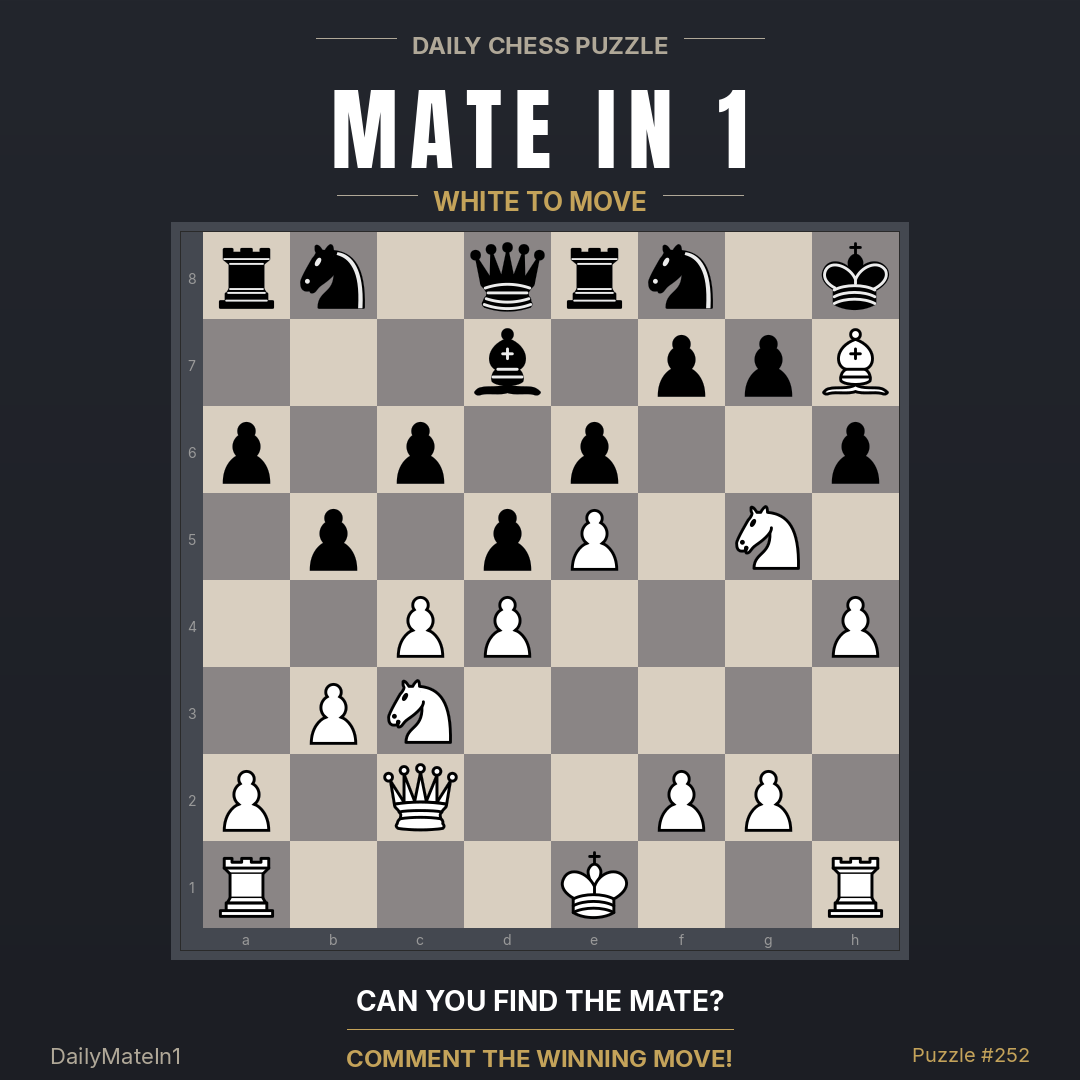 DAILY CHESS PUZZLE
MATE IN 1
WHITE TO MOVE
8
7
6
5
4
3
2
1
a b c d e f g h
CAN YOU FIND THE MATE?
DailyMateIn1 COMMENT THE WINNING MOVE! Puzzle #252